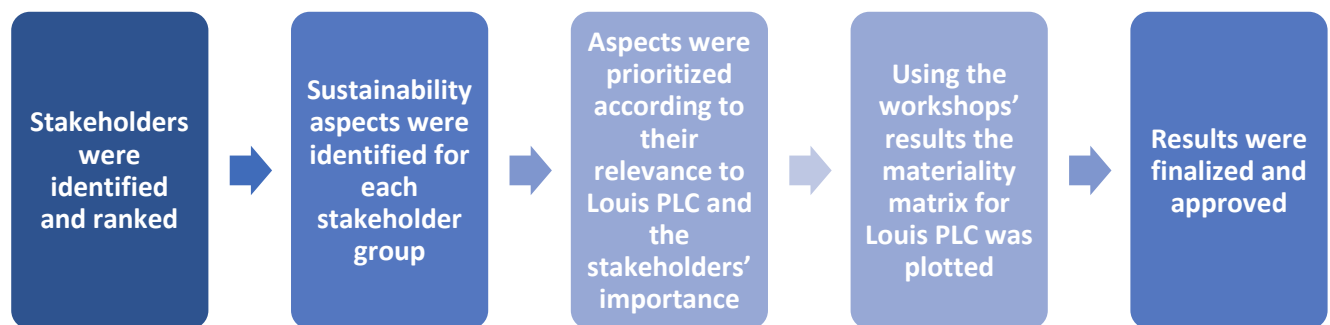 Stakeholders
were
identified
and ranked
Sustainability
aspects were
identified for
each
stakeholder
group
Aspects were
prioritized
according to
their
relevance to
Louis PLC and
the
stakeholders’
importance
Using the
workshops’
results the
materiality
matrix for
Louis PLC was
plotted
Results were
finalized and
approved